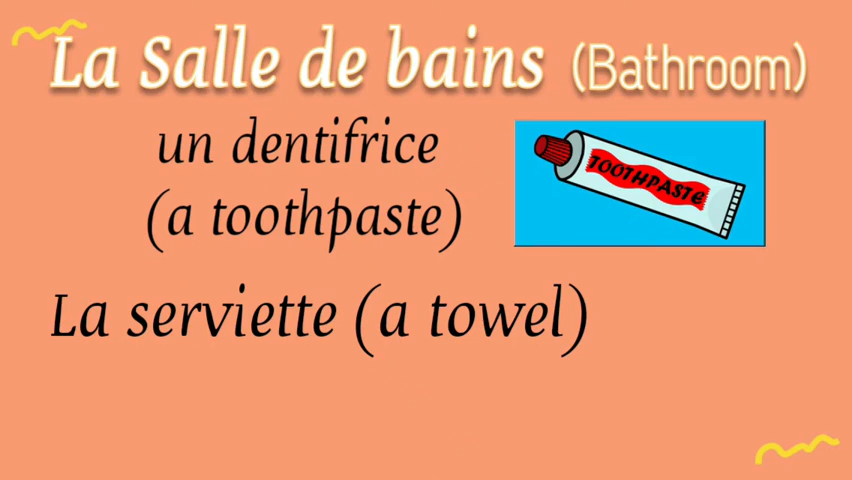 La Salle de bains (Bathroom)
un dentifrice
(a toothpaste)
TOOTHPASTE
La serviette (a towel)